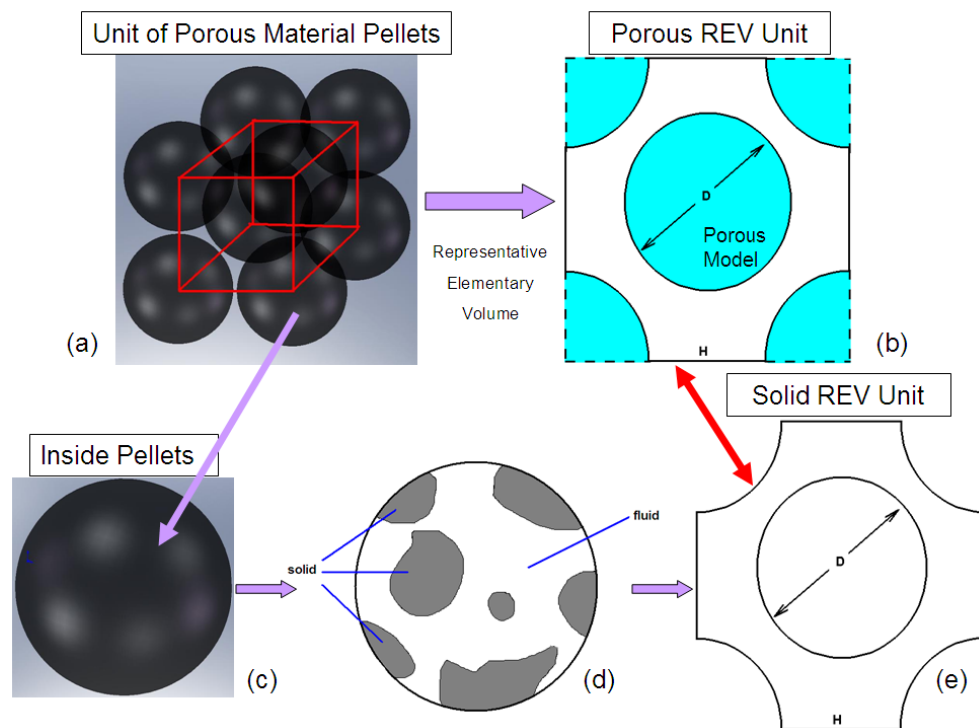 Unit of Porous Material Pellets
Porous REV Unit
(a)
Representative
Elementary
Volume
D
Porous
Model
H
(b)
Solid REV Unit
Inside Pellets
(c)
solid
fluid
(d)
D
H
(e)